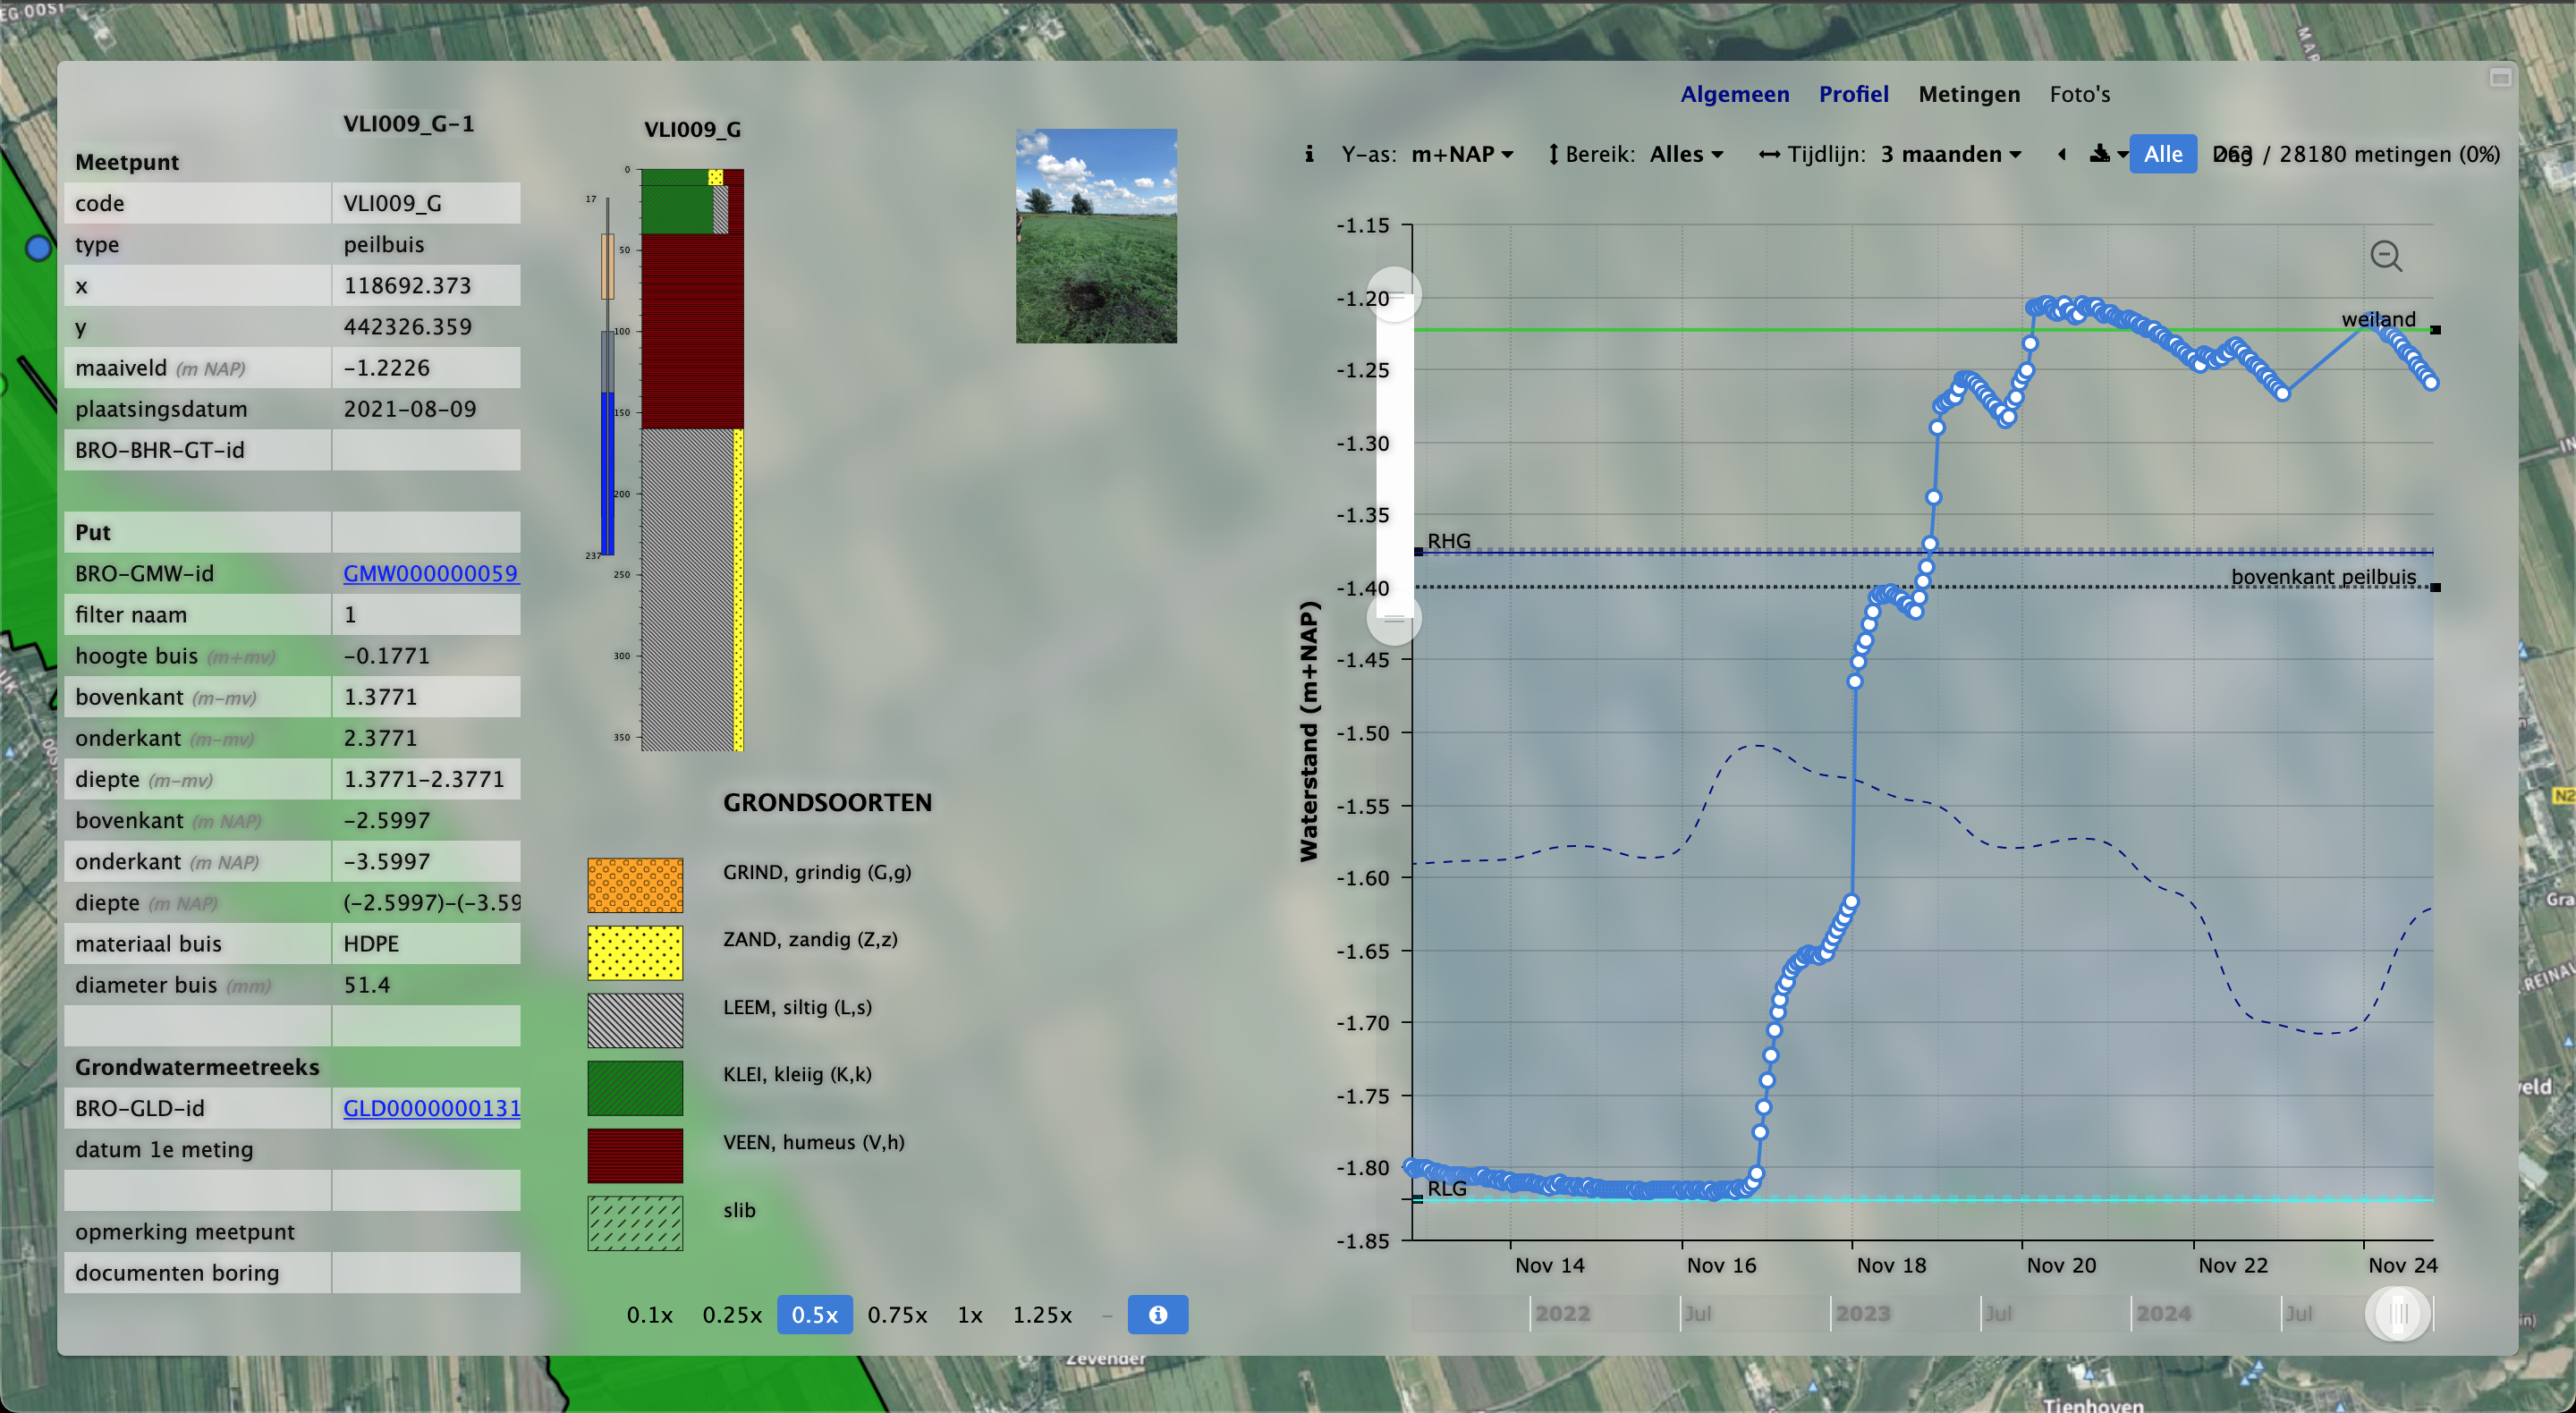 Algemeen Profiel Metingen Foto's
VLI009_G-1
Meetpunt
code VLI009_G
type peilbuis
x 118692.373
y 442326.359
maaiveld (m NAP) -1.2226
plaatsingsdatum 2021-08-09
BRO-BHR-GT-id
Put
BRO-GMW-id GMW000000059
filter naam 1
hoogte buis (m+mv) -0.1771
bovenkant (m-mv) 1.3771
onderkant (m-mv) 2.3771
diepte (m-mv) 1.3771-2.3771
bovenkant (m NAP) -2.5997
onderkant (m NAP) -3.5997
diepte (m NAP) (-2.5997)-(-3.59
materiaal buis HDPE
diameter buis (mm) 51.4
Grondwatermeetreeks
BRO-GLD-id GLD0000000131
datum 1e meting
opmerking meetpunt
documenten boring
VLI009_G
0
17
50
100
150
200
237
250
300
350
GRONDSOORTEN
GRIND, grindig (G,g)
ZAND, zandig (Z,z)
LEEM, siltig (L,s)
KLEI, kleiig (K,k)
VEEN, humeus (V,h)
slib
0.1x 0.25x 0.5x 0.75x 1x 1.25x –
Y-as: m+NAP Bereik: Alles Tijdlijn: 3 maanden Alle / 28180 metingen (0%)
Waterstand (m+NAP)
-1.15
-1.20
weiland
-1.25
-1.30
-1.35
RHG
bovenkant peilbuis
-1.40
-1.45
-1.50
-1.55
-1.60
-1.65
-1.70
-1.75
-1.80
RLG
-1.85
Nov 14 Nov 16 Nov 18 Nov 20 Nov 22 Nov 24
2022 Jul 2023 Jul 2024 Jul
N2
Gra
Zevender
Tienhoven